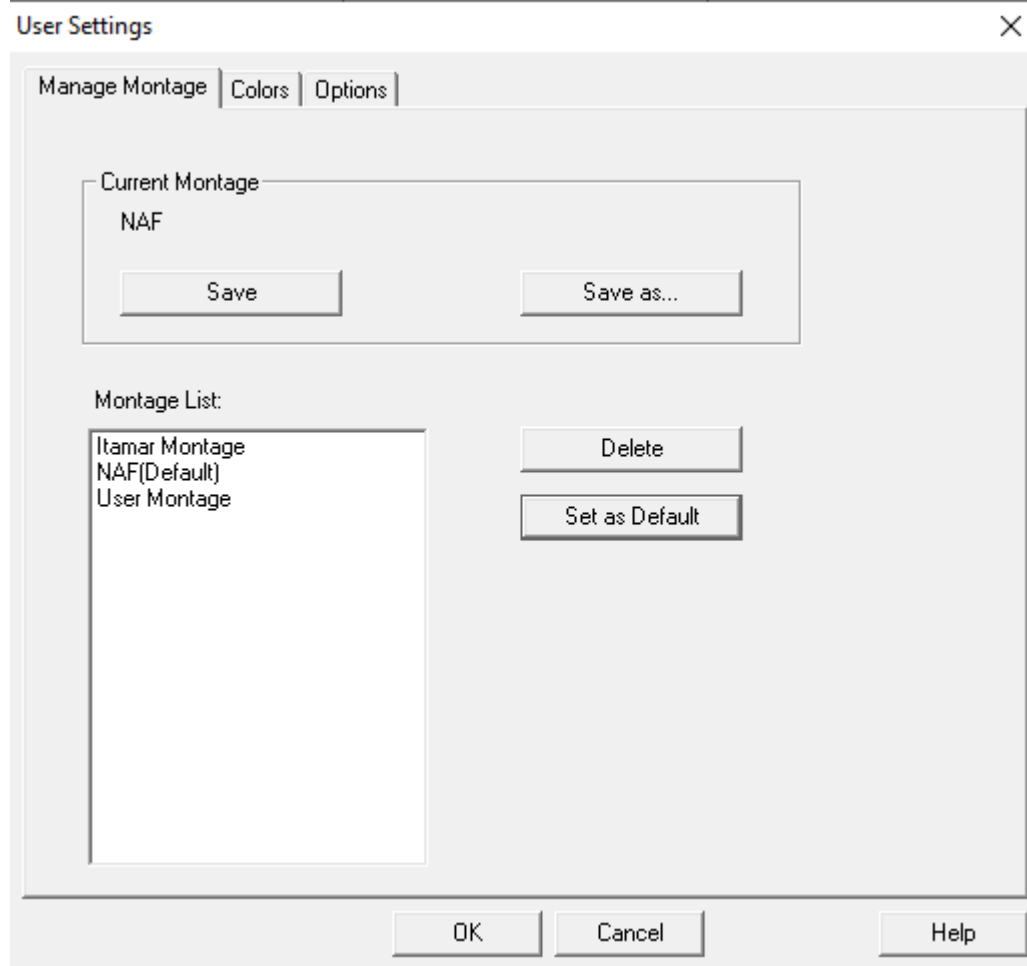 User Settings
Manage Montage
Colors
Options
Current Montage
NAF
Save
Save as...
Montage List:
Itamar Montage
NAF(Default)
User Montage
Delete
Set as Default
OK
Cancel
Help